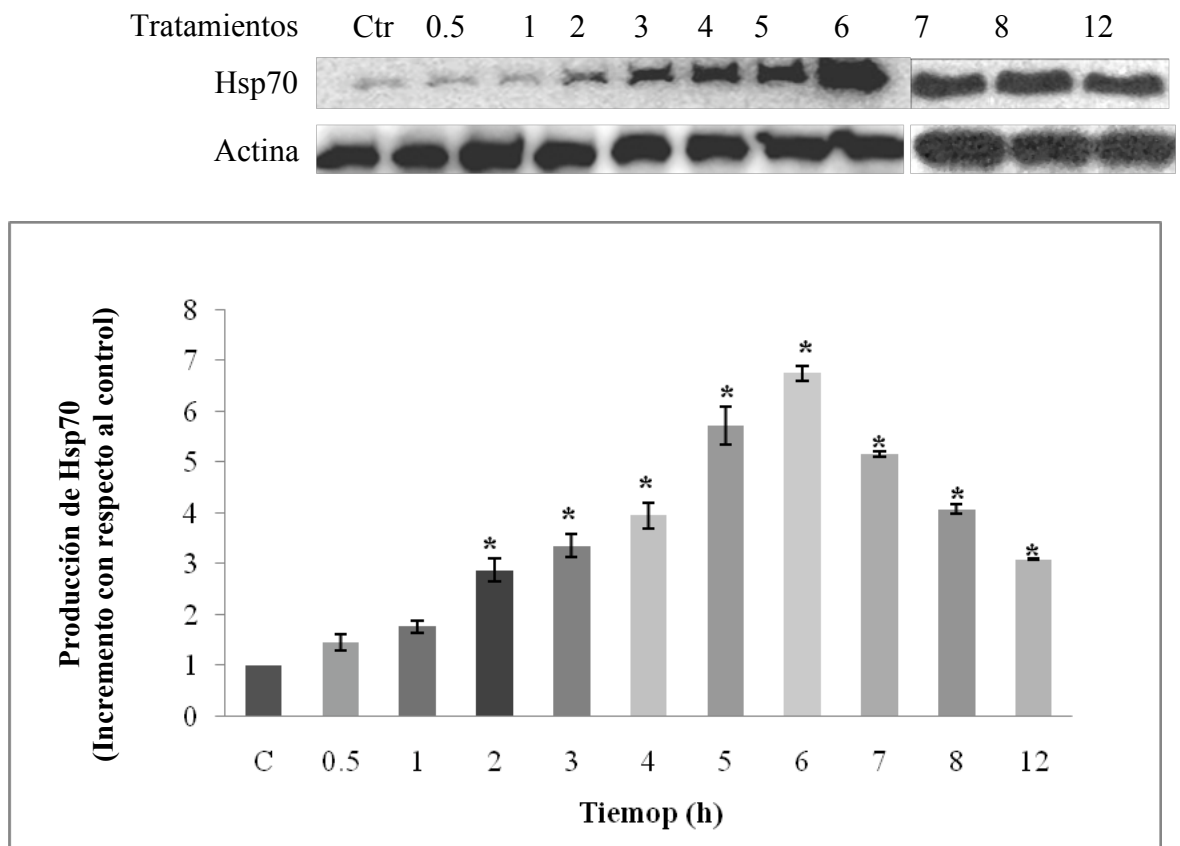 Tratamientos Ctr 0.5 1 2 3 4 5 6 7 8 12
Hsp70
Actina
Producción de Hsp70
(Incremento con respecto al control)
8
7
6
5
4
3
2
1
0
* * * * * * * * *
C 0.5 1 2 3 4 5 6 7 8 12
Tiemop (h)